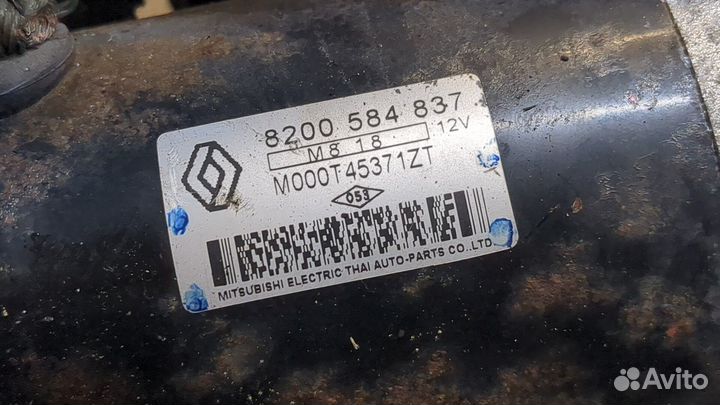 8200 584 837
M8 18 12V
M000T45371ZT
053
MITSUBISHI ELECTRIC THAI AUTO-PARTS CO.,LTD
Avito